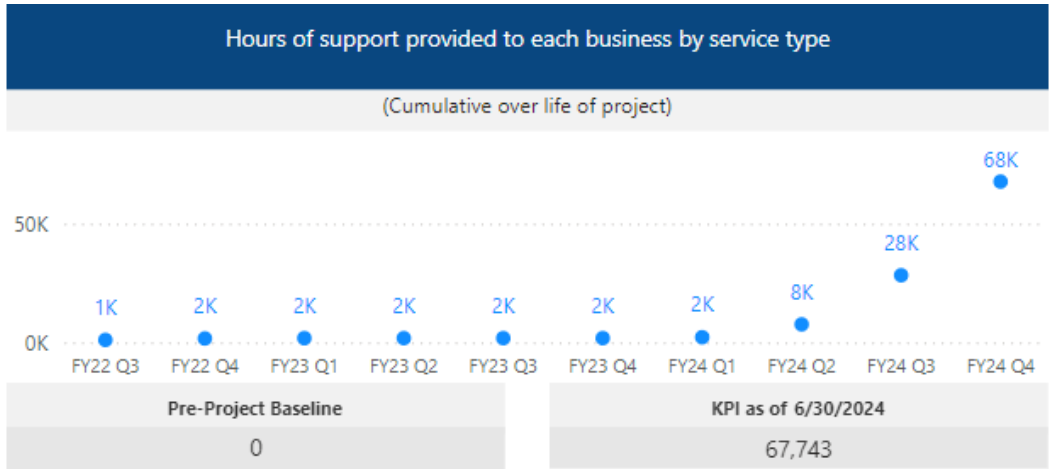 Hours of support provided to each business by service type
(Cumulative over life of project)
68K
50K
28K
8K
1K 2K 2K 2K 2K 2K 2K
0K
FY22 Q3 FY22 Q4 FY23 Q1 FY23 Q2 FY23 Q3 FY23 Q4 FY24 Q1 FY24 Q2 FY24 Q3 FY24 Q4
Pre-Project Baseline KPI as of 6/30/2024
0 67,743